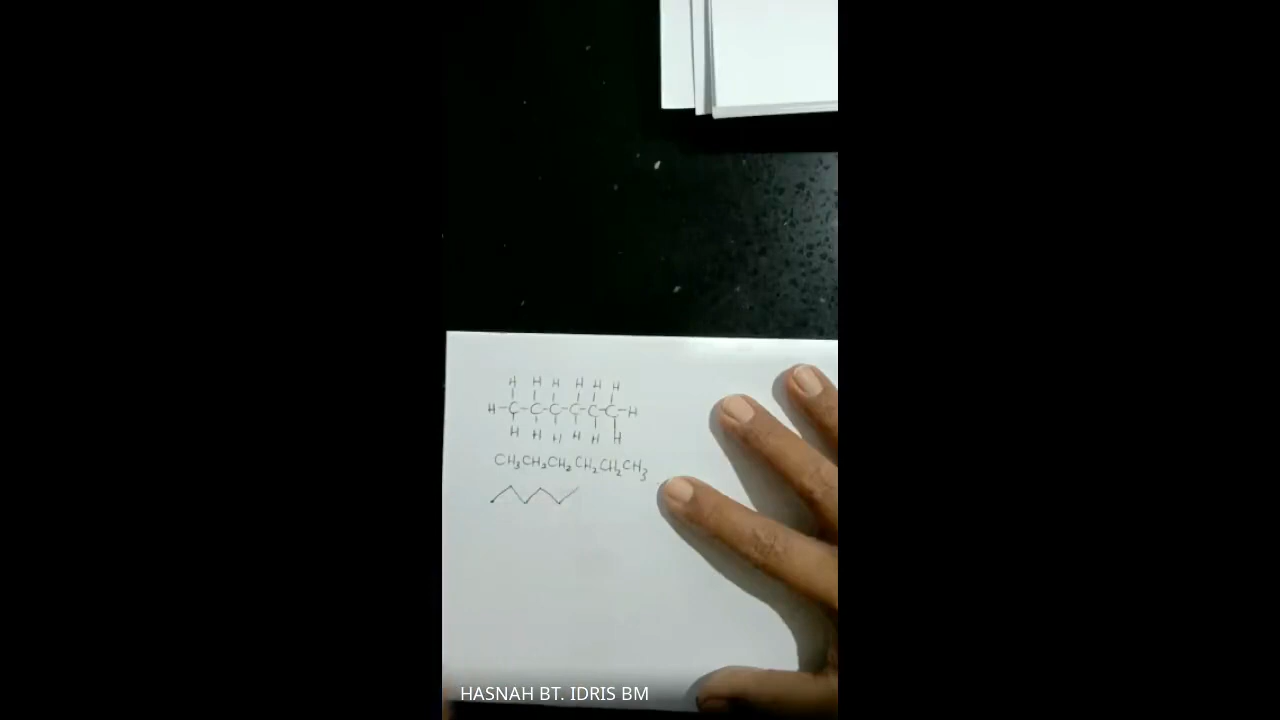 H H H H H H
H-C-C-C-C-C-C-H
H H H H H H
CH₃CH₂CH₂CH₂CH₂CH₃
HASNAH BT. IDRIS BM